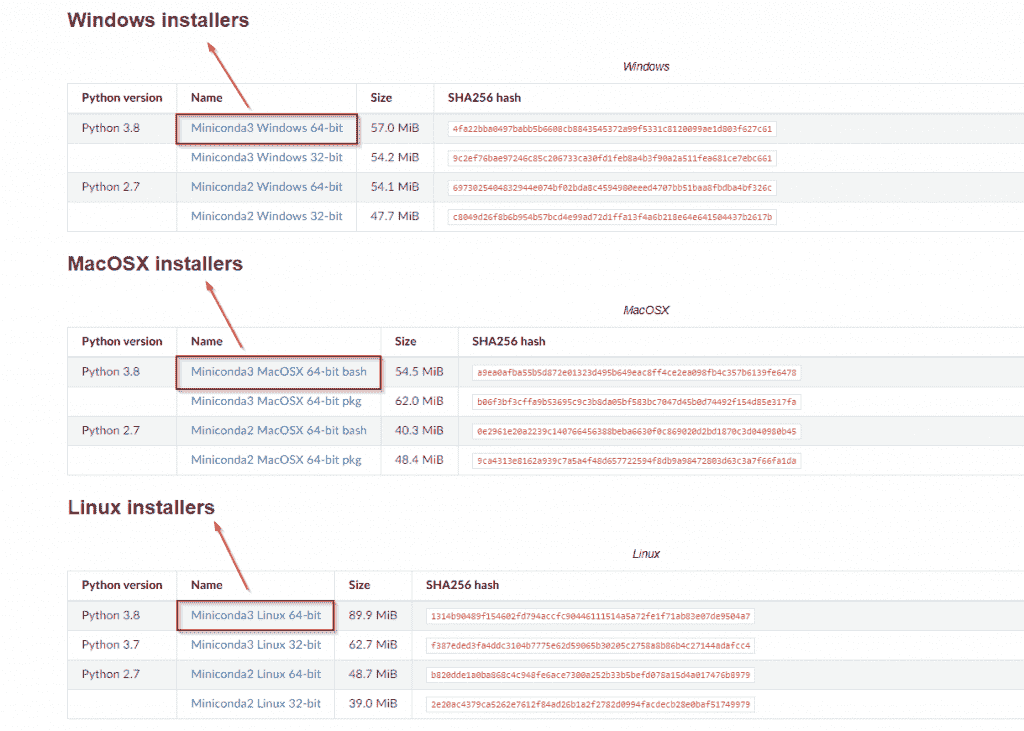 Windows installers
Windows
Python version Name Size SHA256 hash
Python 3.8 Miniconda3 Windows 64-bit 57.0 MiB 4fa22bba0497babb5b6608cb8843545372a99f5331c8120099ae1d803f627c61
Miniconda3 Windows 32-bit 54.2 MiB 9c2ef76bae97246c85c206733ca30fd1feb8a4b3f90a2a511fea681ce7ebc661
Python 2.7 Miniconda2 Windows 64-bit 54.1 MiB 6973025404832944e074bf02bda8c4594980eeed4707bb51baa8fbdba4bf326c
Miniconda2 Windows 32-bit 47.7 MiB c8049d26f8b6b954b57bcd4e99ad72d1ffa13f4a6b218e64e641504437b2617b
MacOSX installers
MacOSX
Python version Name Size SHA256 hash
Python 3.8 Miniconda3 MacOSX 64-bit bash 54.5 MiB a9ea0afba55b5d872e01323d495b649eac8ff4ce2ea098fb4c357b6139fe6478
Miniconda3 MacOSX 64-bit pkg 62.0 MiB b06f3bf3cffa9b53695c9c3b8da05bf583bc7047d45b0d74492f154d85e317fa
Python 2.7 Miniconda2 MacOSX 64-bit bash 40.3 MiB 0e2961e20a2239c140766456388beba6630f0c869020d2bd1870c3d040980b45
Miniconda2 MacOSX 64-bit pkg 48.4 MiB 9ca4313e8162a939c7a5a4f48d657722594f8db9a98472803d63c3a7f66fa1da
Linux installers
Linux
Python version Name Size SHA256 hash
Python 3.8 Miniconda3 Linux 64-bit 89.9 MiB 1314b90489f154602fd794accfc90446111514a5a72fe1f71ab83e07de9504a7
Python 3.7 Miniconda3 Linux 32-bit 62.7 MiB f387eded3fa4ddc3104b7775e62d59065b30205c2758a8b86b4c27144adafcc4
Python 2.7 Miniconda2 Linux 64-bit 48.7 MiB b820dde1a0ba868c4c948fe6ace7300a252b33b5befd078a15d4a017476b8979
Miniconda2 Linux 32-bit 39.0 MiB 2e20ac4379ca5262e7612f84ad26b1a2f2782d0994facdecb28e0baf51749979